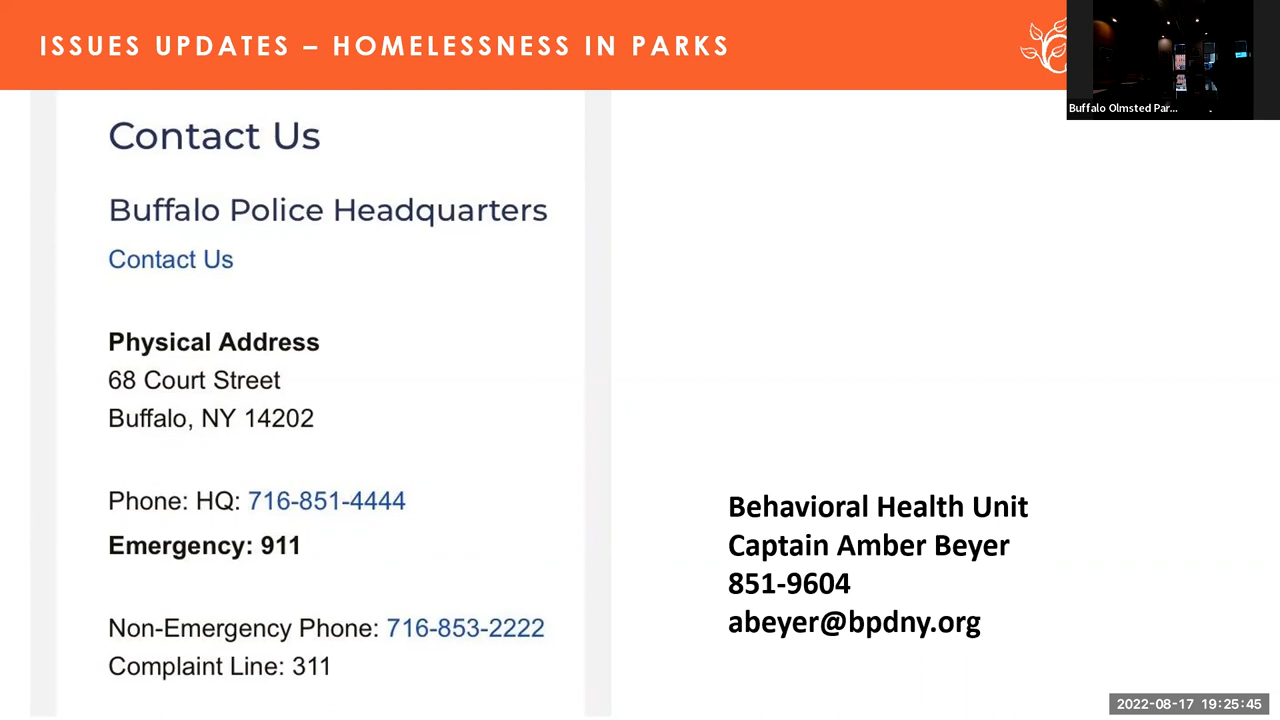 ISSUES UPDATES – HOMELESSNESS IN PARKS
Buffalo Olmsted Par...
Contact Us
Buffalo Police Headquarters
Contact Us
Physical Address
68 Court Street
Buffalo, NY 14202
Phone: HQ: 716-851-4444
Emergency: 911
Non-Emergency Phone: 716-853-2222
Complaint Line: 311
Behavioral Health Unit
Captain Amber Beyer
851-9604
abeyer@bpdny.org
2022-08-17 19:25:45